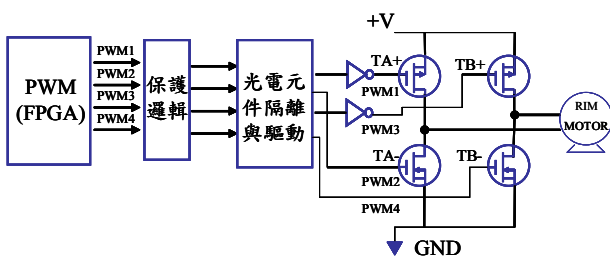 PWM
(FPGA)
PWM1
PWM2
PWM3
PWM4
保護
邏輯
光電元
件隔離
與驅動
+V
TA+
PWM1
TB+
PWM3
TA-
PWM2
TB-
PWM4
RIM
MOTOR
GND